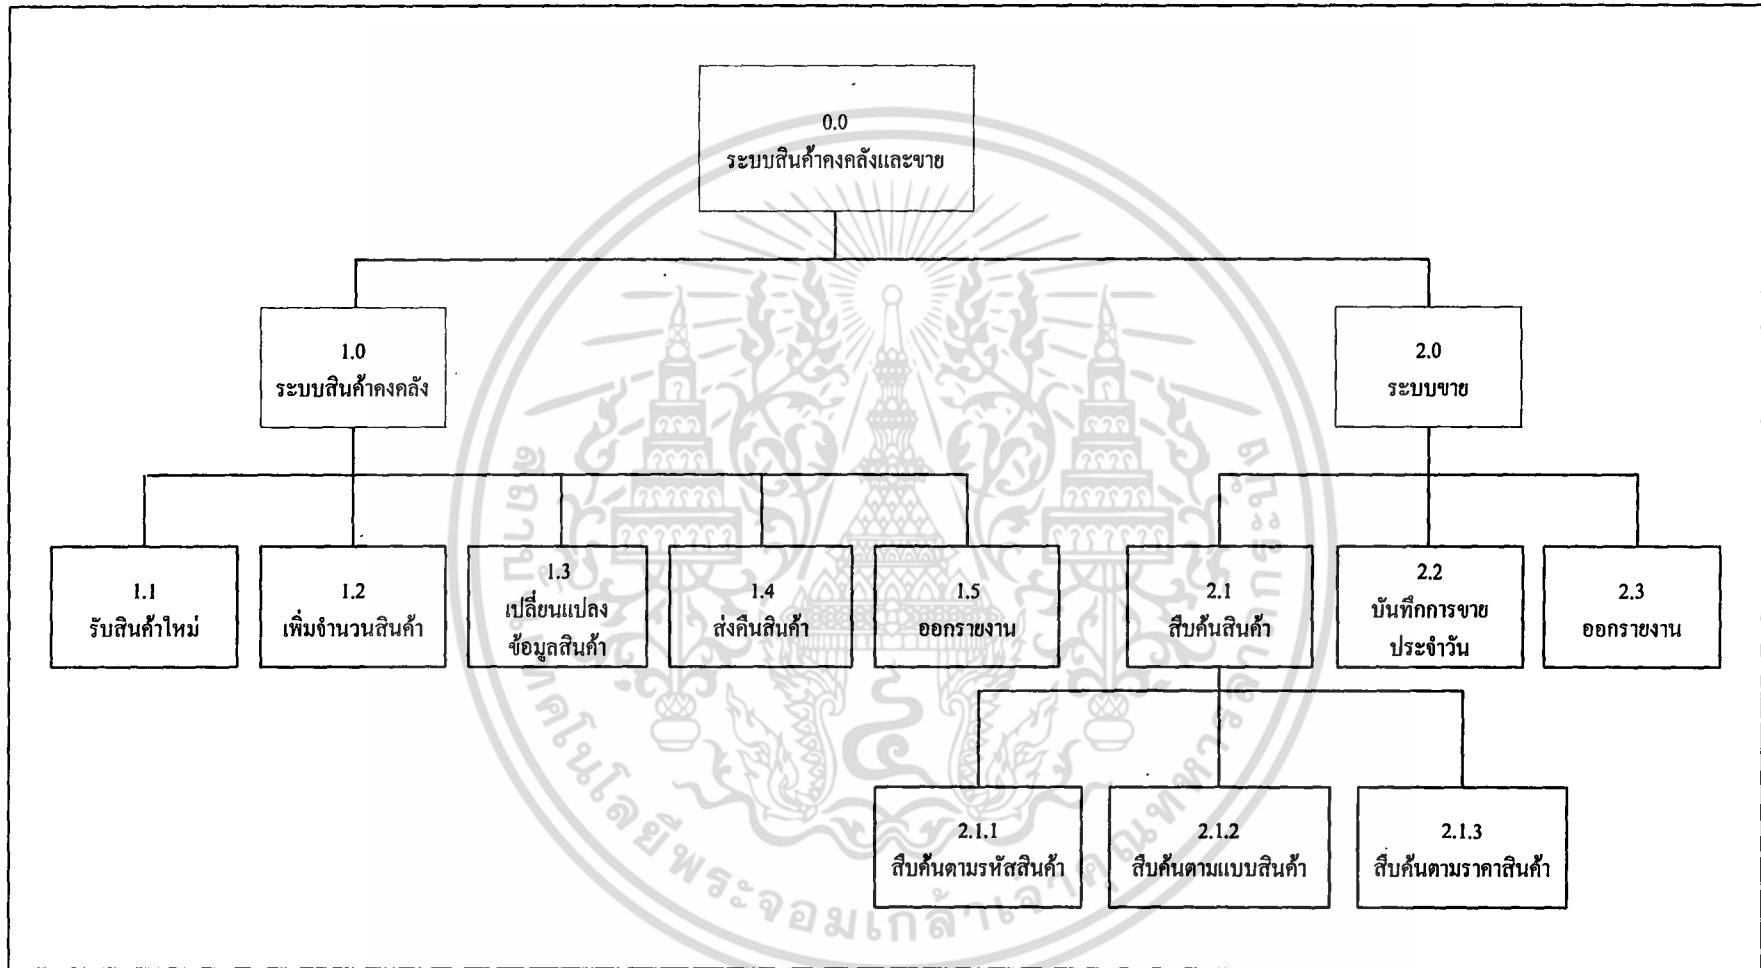 0.0
ระบบสินค้าคงคลังและขาย
1.0
ระบบสินค้าคงคลัง
2.0
ระบบขาย
1.1
รับสินค้าใหม่
1.2
เพิ่มจำนวนสินค้า
1.3
เปลี่ยนแปลง
ข้อมูลสินค้า
1.4
ส่งคืนสินค้า
1.5
ออกรายงาน
2.1
สืบค้นสินค้า
2.2
บันทึกการขาย
ประจำวัน
2.3
ออกรายงาน
2.1.1
สืบค้นตามรหัสสินค้า
2.1.2
สืบค้นตามแบบสินค้า
2.1.3
สืบค้นตามราคาสินค้า